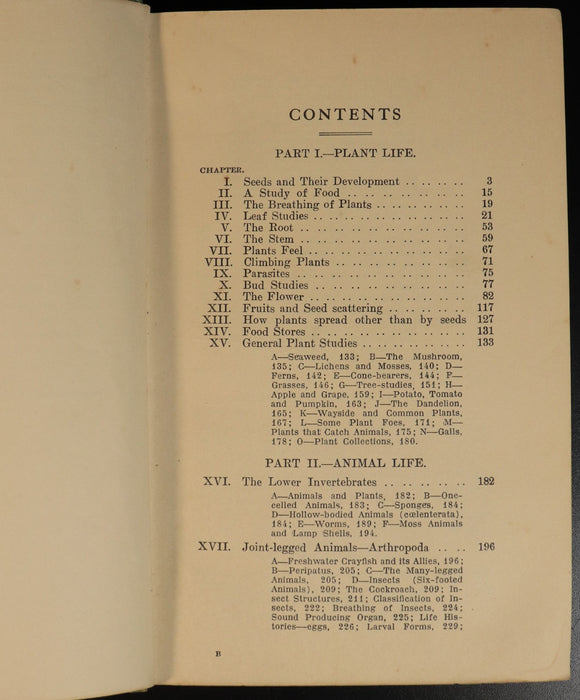 CONTENTS
PART I.—PLANT LIFE.
CHAPTER.
I. Seeds and Their Development . . . . . . 3
II. A Study of Food . . . . . . . . . . 15
III. The Breathing of Plants . . . . . . . . 19
IV. Leaf Studies . . . . . . . . . . . . 21
V. The Root . . . . . . . . . . . . . . 53
VI. The Stem . . . . . . . . . . . . . . 59
VII. Plants Feel . . . . . . . . . . . . 67
VIII. Climbing Plants . . . . . . . . . . 71
IX. Parasites . . . . . . . . . . . . 75
X. Bud Studies . . . . . . . . . . . . 77
XI. The Flower . . . . . . . . . . . . 82
XII. Fruits and Seed scattering . . . . . . 117
XIII. How plants spread other than by seeds 127
XIV. Food Stores . . . . . . . . . . . . 131
XV. General Plant Studies . . . . . . . . 133
A—Seaweed, 133; B—The Mushroom,
135; C—Lichens and Mosses, 140; D—
Ferns, 142; E—Cone-bearers, 144; F—
Grasses, 146; G—Tree-studies, 151; H—
Apple and Grape, 159; I—Potato, Tomato
and Pumpkin, 163; J—The Dandelion,
165; K—Wayside and Common Plants,
167; L—Some Plant Foes, 171; M—
Plants that Catch Animals, 175; N—Galls,
178; O—Plant Collections, 180.
PART II.—ANIMAL LIFE.
XVI. The Lower Invertebrates . . . . . . . . 182
A—Animals and Plants, 182; B—One-
celled Animals, 183; C—Sponges, 184;
D—Hollow-bodied Animals (cœlenterata),
184; E—Worms, 189; F—Moss Animals
and Lamp Shells, 194.
XVII. Joint-legged Animals—Arthropoda . . . . 196
A—Freshwater Crayfish and its Allies, 196;
B—Peripatus, 205; C—The Many-legged
Animals, 205; D—Insects (Six-footed
Animals), 209; The Cockroach, 209; In-
sect Structures, 211; Classification of In-
sects, 222; Breathing of Insects, 224;
Sound Producing Organ, 225; Life His-
tories—eggs, 226; Larval Forms, 229;
B